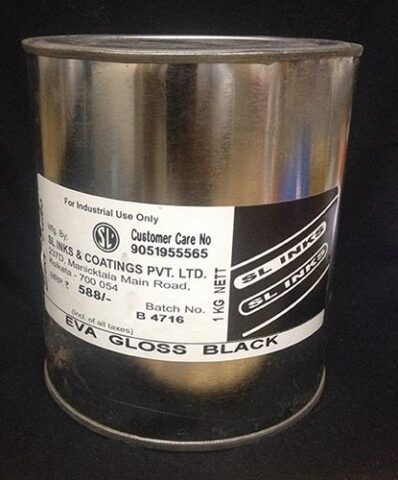 For Industrial Use Only
Mfg. By:
SL
Customer Care No
9051955565
SL INKS & COATINGS PVT. LTD.
237D, Manicktala Main Road,
Kolkata - 700 054
MRP ₹ 588/-
(Incl. of all taxes)
Batch No.
B 4716
1 KG NETT
SL INKS
SL INKS
EVA GLOSS BLACK